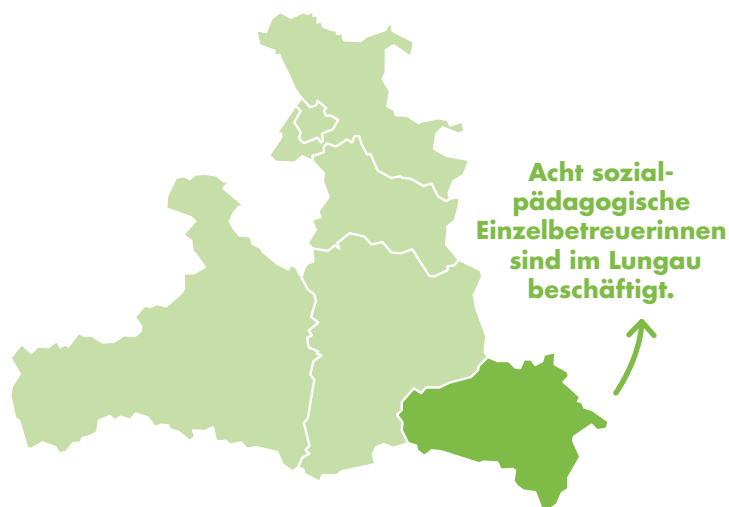 Acht sozial-
pädagogische
Einzelbetreuerinnen
sind im Lungau
beschäftigt.